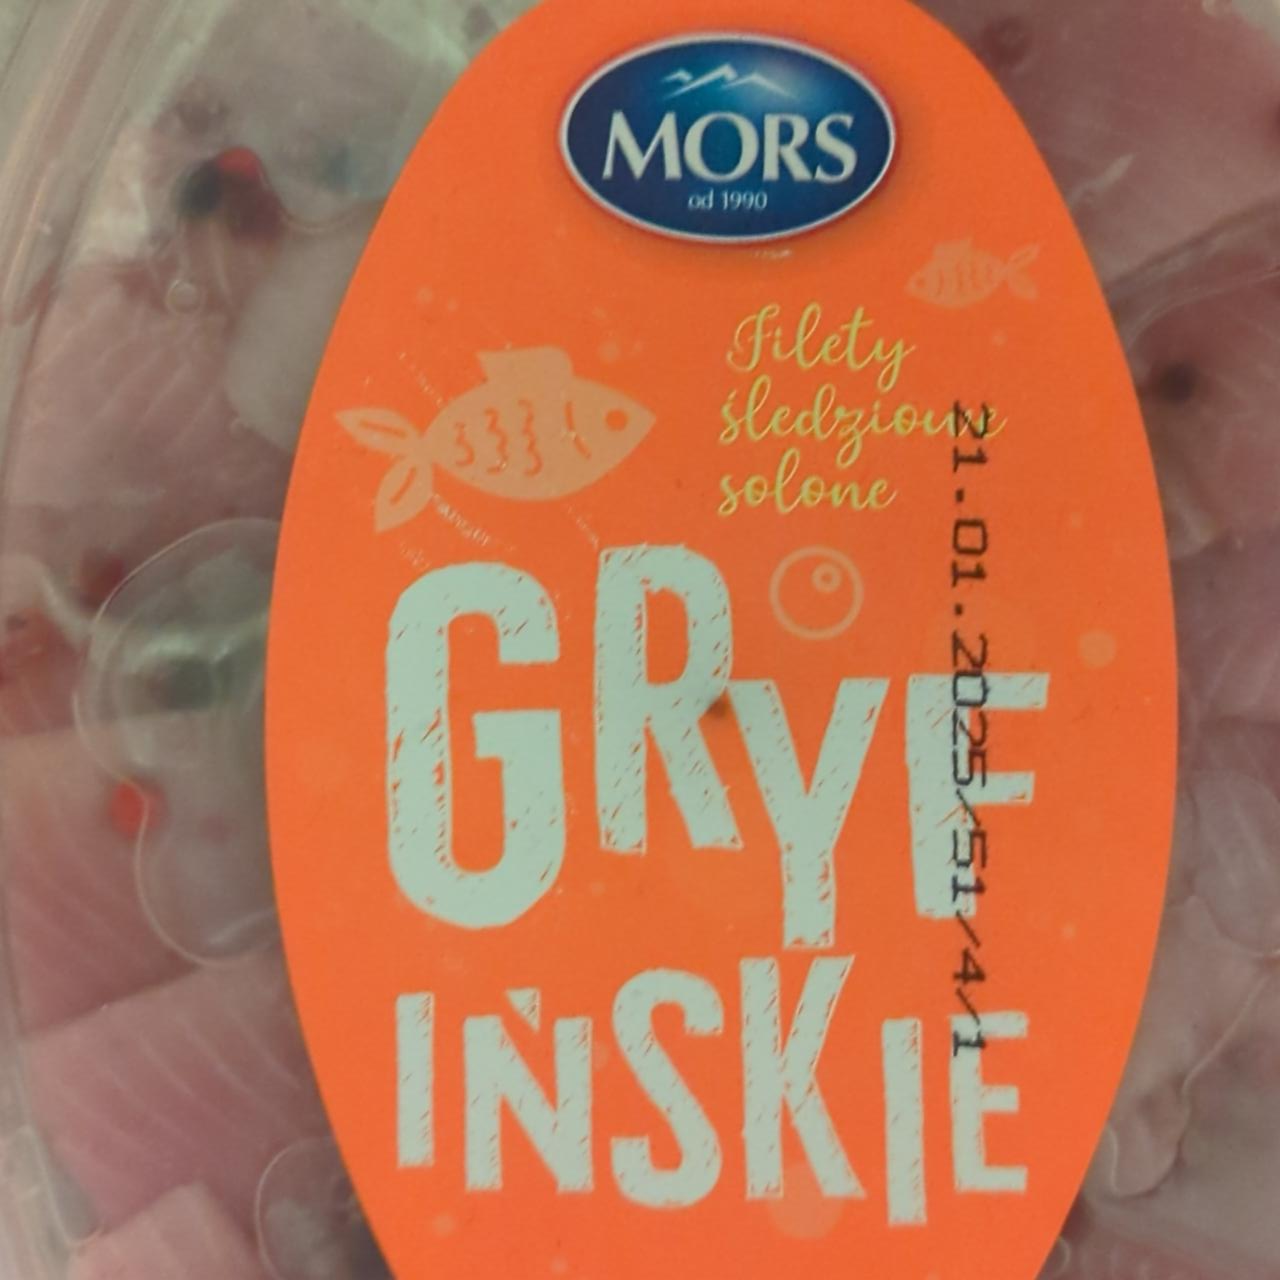 MORS
od 1990
Filety
śledziowe
solone
GRYF
IŃSKIE
21.01.2025/51/4/1